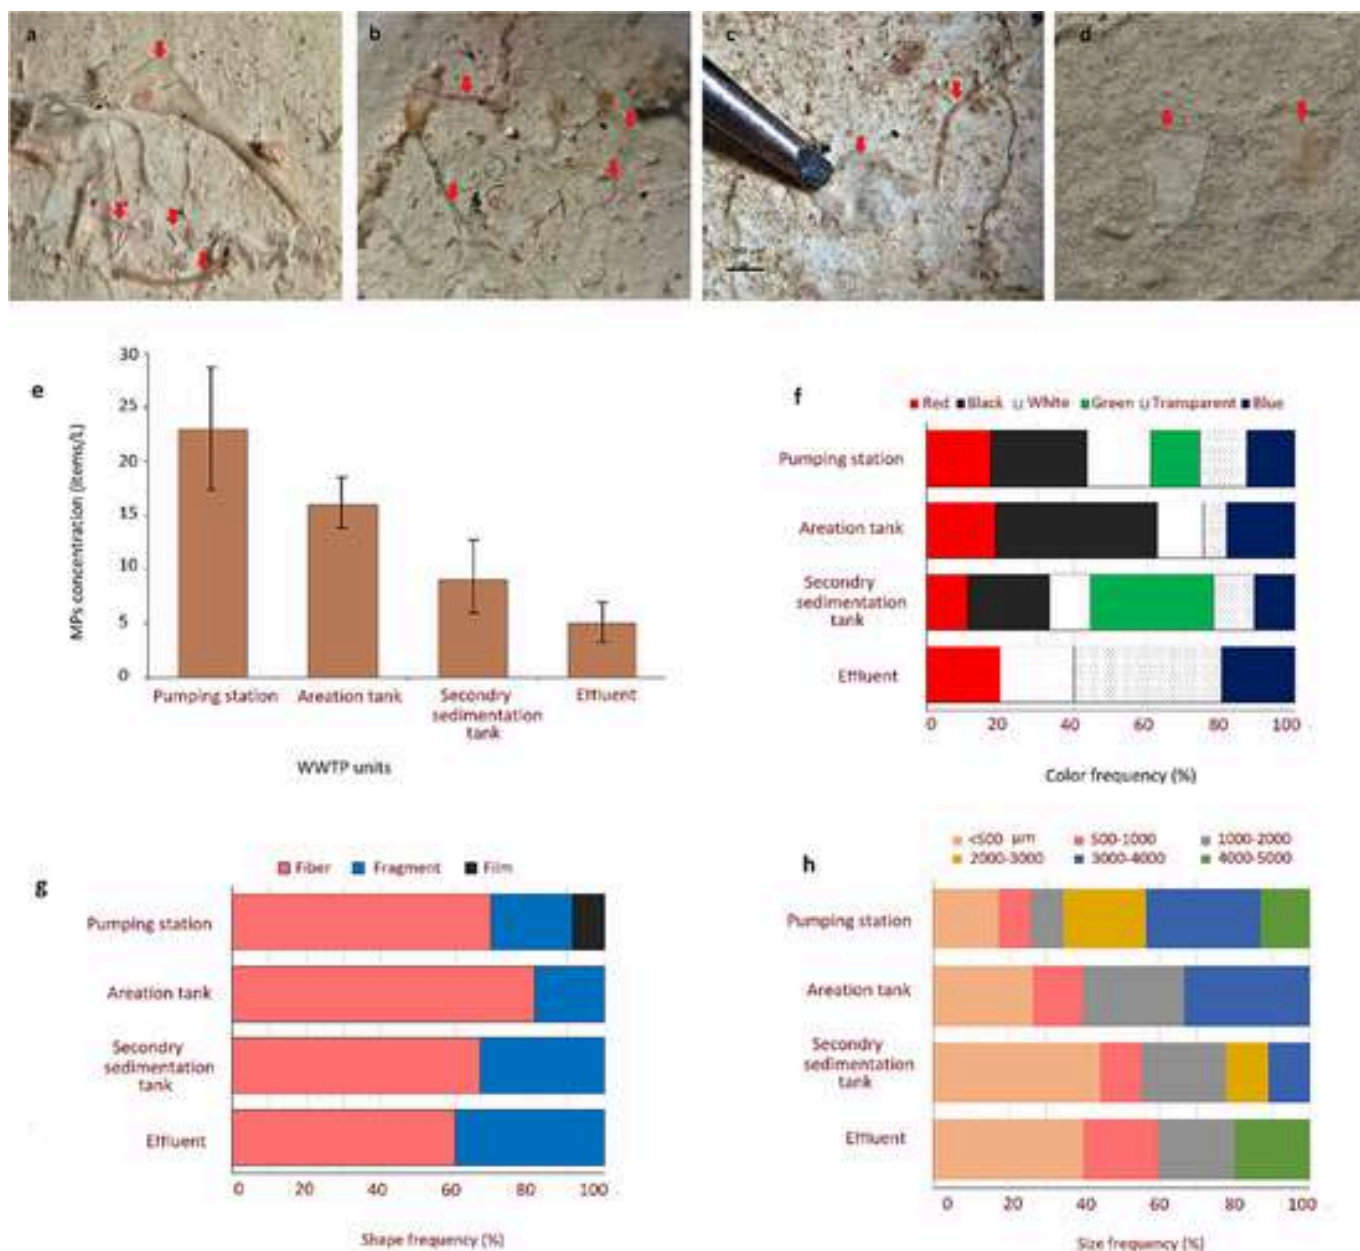 a
b
c
d
e
30
25
20
15
10
5
0
MPs concentration (items/L)
Pumping station
Areation tank
Secondry
sedimentation
tank
Effluent
WWTP units
f
Red Black White Green Transparent Blue
Pumping station
Areation tank
Secondry
sedimentation
tank
Effluent
0 20 40 60 80 100
Color frequency (%)
g
Fiber Fragment Film
Pumping station
Areation tank
Secondry
sedimentation
tank
Effluent
0 20 40 60 80 100
Shape frequency (%)
h
<500 µm 500-1000 1000-2000
2000-3000 3000-4000 4000-5000
Pumping station
Areation tank
Secondry
sedimentation
tank
Effluent
0 20 40 60 80 100
Size frequency (%)